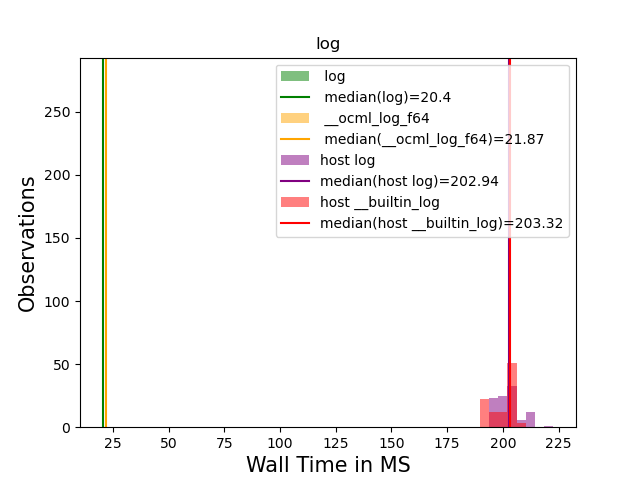 log
log
median(log)=20.4
__ocml_log_f64
median(__ocml_log_f64)=21.87
host log
median(host log)=202.94
host __builtin_log
median(host __builtin_log)=203.32
Observations
250
200
150
100
50
0
25 50 75 100 125 150 175 200 225
Wall Time in MS